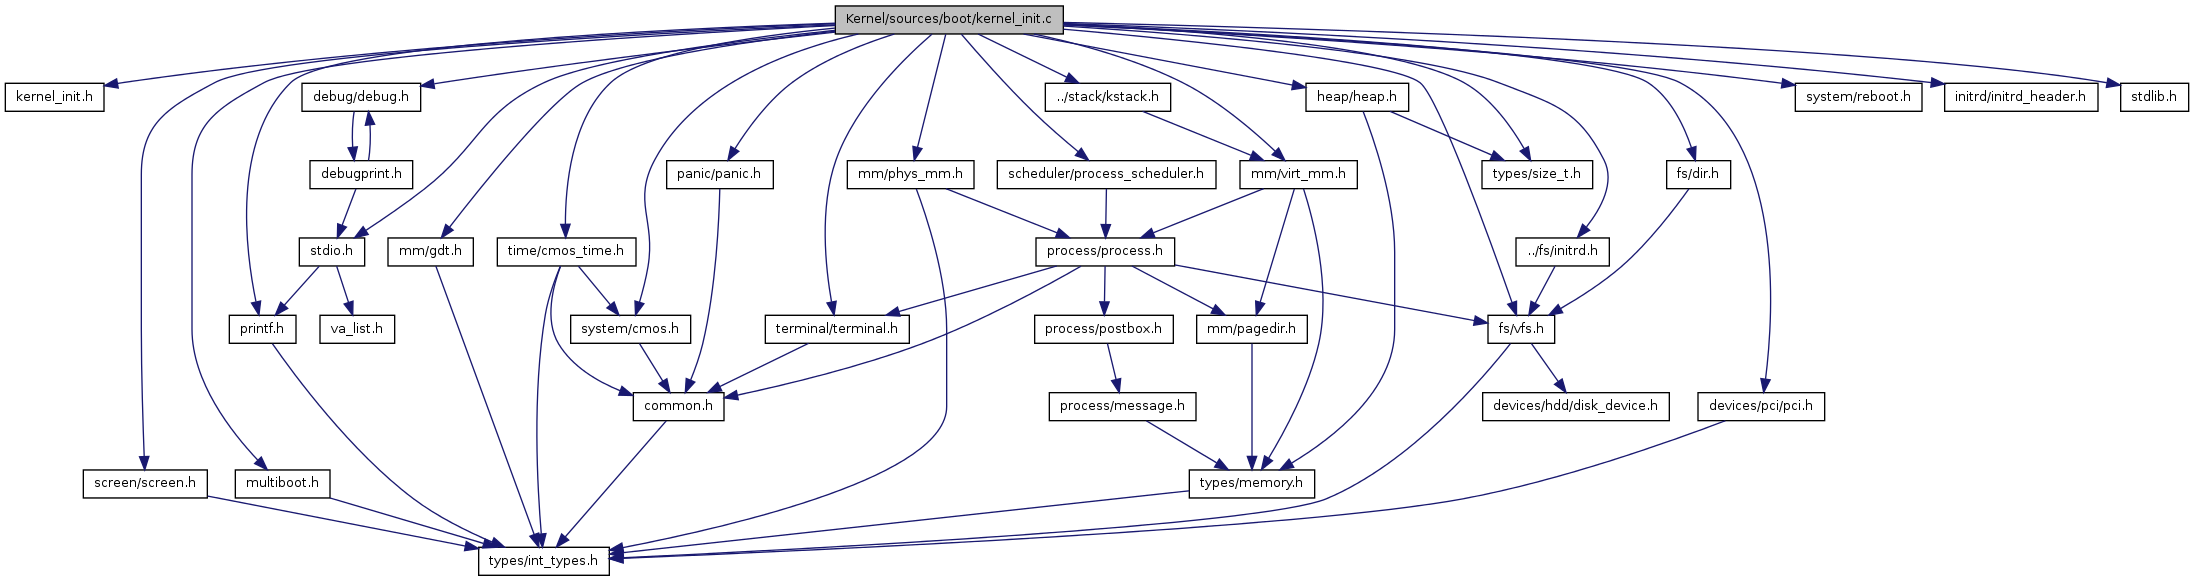 Kernel/sources/boot/kernel_init.c
kernel_init.h
debug/debug.h
../stack/kstack.h
heap/heap.h
system/reboot.h
initrd/initrd_header.h
stdlib.h
debugprint.h
panic/panic.h
mm/phys_mm.h
scheduler/process_scheduler.h
mm/virt_mm.h
types/size_t.h
fs/dir.h
stdio.h
mm/gdt.h
time/cmos_time.h
process/process.h
../fs/initrd.h
printf.h
va_list.h
system/cmos.h
terminal/terminal.h
process/postbox.h
mm/pagedir.h
fs/vfs.h
common.h
process/message.h
devices/hdd/disk_device.h
devices/pci/pci.h
screen/screen.h
multiboot.h
types/memory.h
types/int_types.h